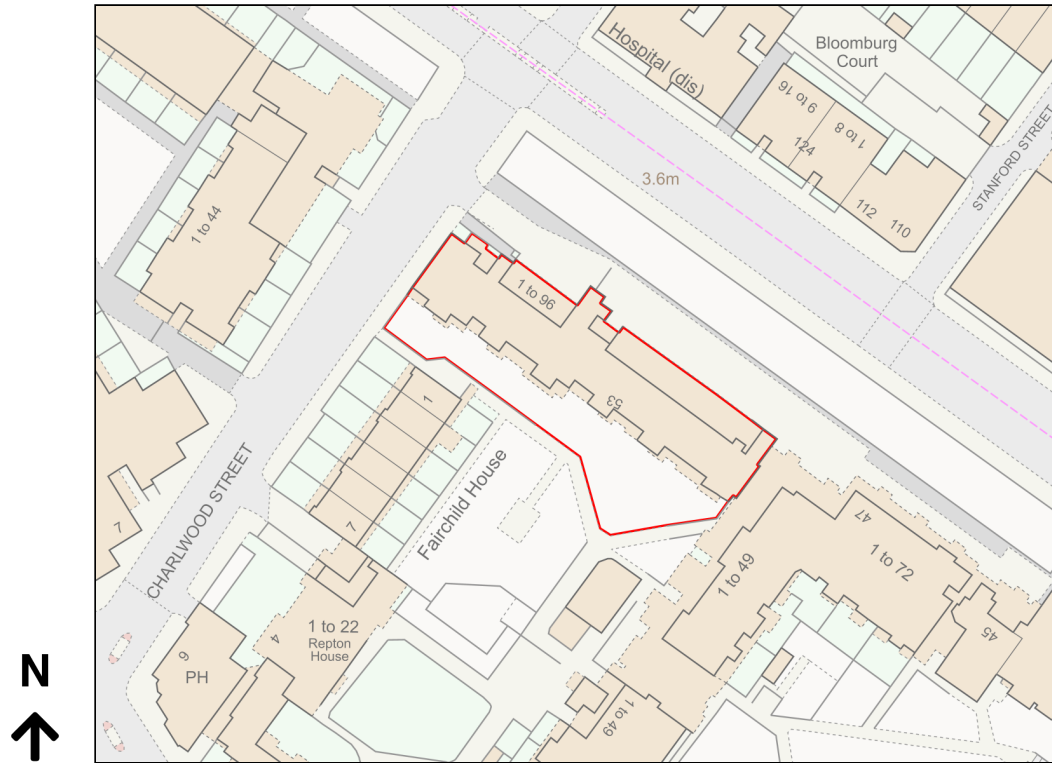 Hospital (dis)
Bloomburg
Court
9 to 16
1 to 8
124
112
110
STANFORD STREET
3.6m
1 to 44
1 to 96
53
1
7
Fairchild House
CHARLWOOD STREET
7
47
1 to 72
1 to 49
45
1 to 22
Repton
House
4
9
PH
1 to 49
N